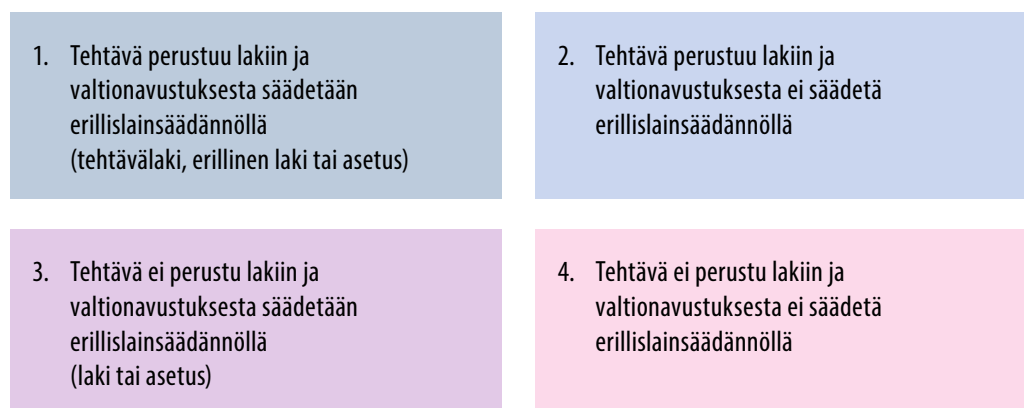 1. Tehtävä perustuu lakiin ja
valtionavustuksesta säädetään
erillislainsäädännöllä
(tehtävälaki, erillinen laki tai asetus)
2. Tehtävä perustuu lakiin ja
valtionavustuksesta ei säädetä
erillislainsäädännöllä
3. Tehtävä ei perustu lakiin ja
valtionavustuksesta säädetään
erillislainsäädännöllä
(laki tai asetus)
4. Tehtävä ei perustu lakiin ja
valtionavustuksesta ei säädetä
erillislainsäädännöllä